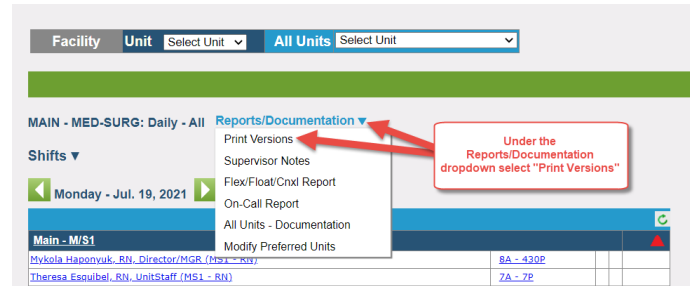 Facility Unit Select Unit All Units Select Unit
MAIN - MED-SURG: Daily - All Reports/Documentation ▼
Print Versions
Supervisor Notes
Flex/Float/Cnxl Report
On-Call Report
All Units - Documentation
Modify Preferred Units
Under the
Reports/Documentation
dropdown select "Print Versions"
Shifts ▼
Monday - Jul. 19, 2021
Main - M/S1
Mykola Haponyuk, RN, Director/MGR (MS1 - RN) 8A - 430P
Theresa Esquibel, RN, UnitStaff (MS1 - RN) 7A - 7P